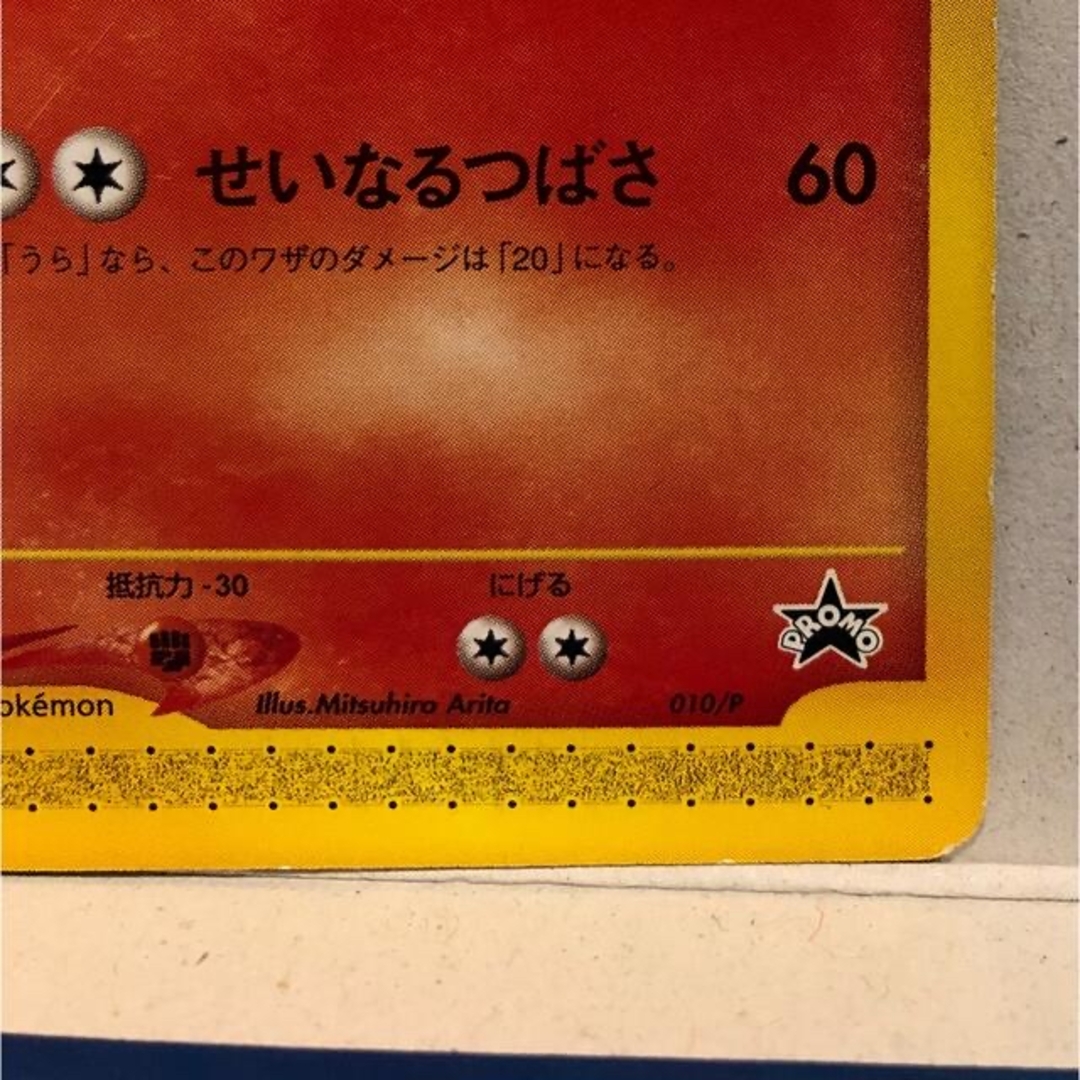 せいなるつばさ 60
「うら」なら、このワザのダメージは「20」になる。
抵抗力 -30 にげる
PROMO
okémon Illus.Mitsuhiro Arita 010/P